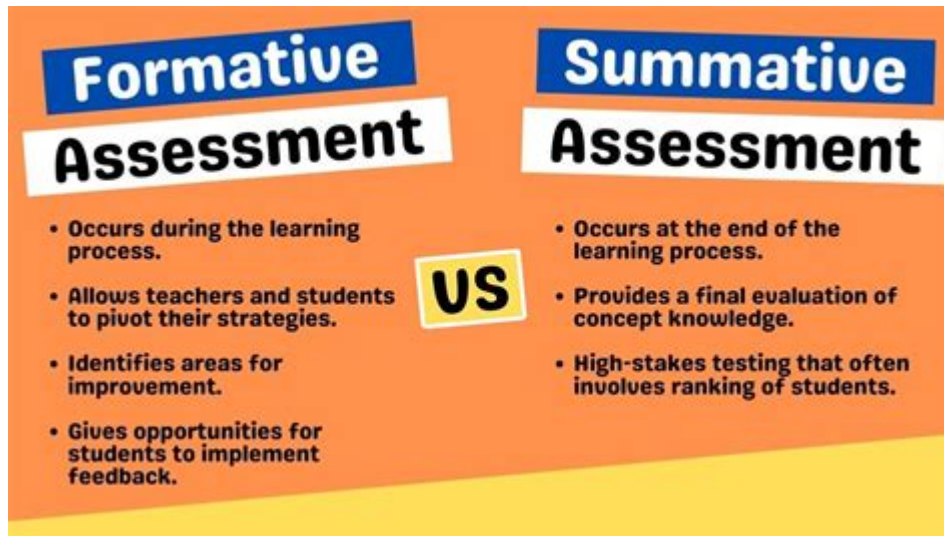 Formative
Assessment
• Occurs during the learning
process.
• Allows teachers and students
to pivot their strategies.
• Identifies areas for
improvement.
• Gives opportunities for
students to implement
feedback.
VS
Summative
Assessment
• Occurs at the end of the
learning process.
• Provides a final evaluation of
concept knowledge.
• High-stakes testing that often
involves ranking of students.